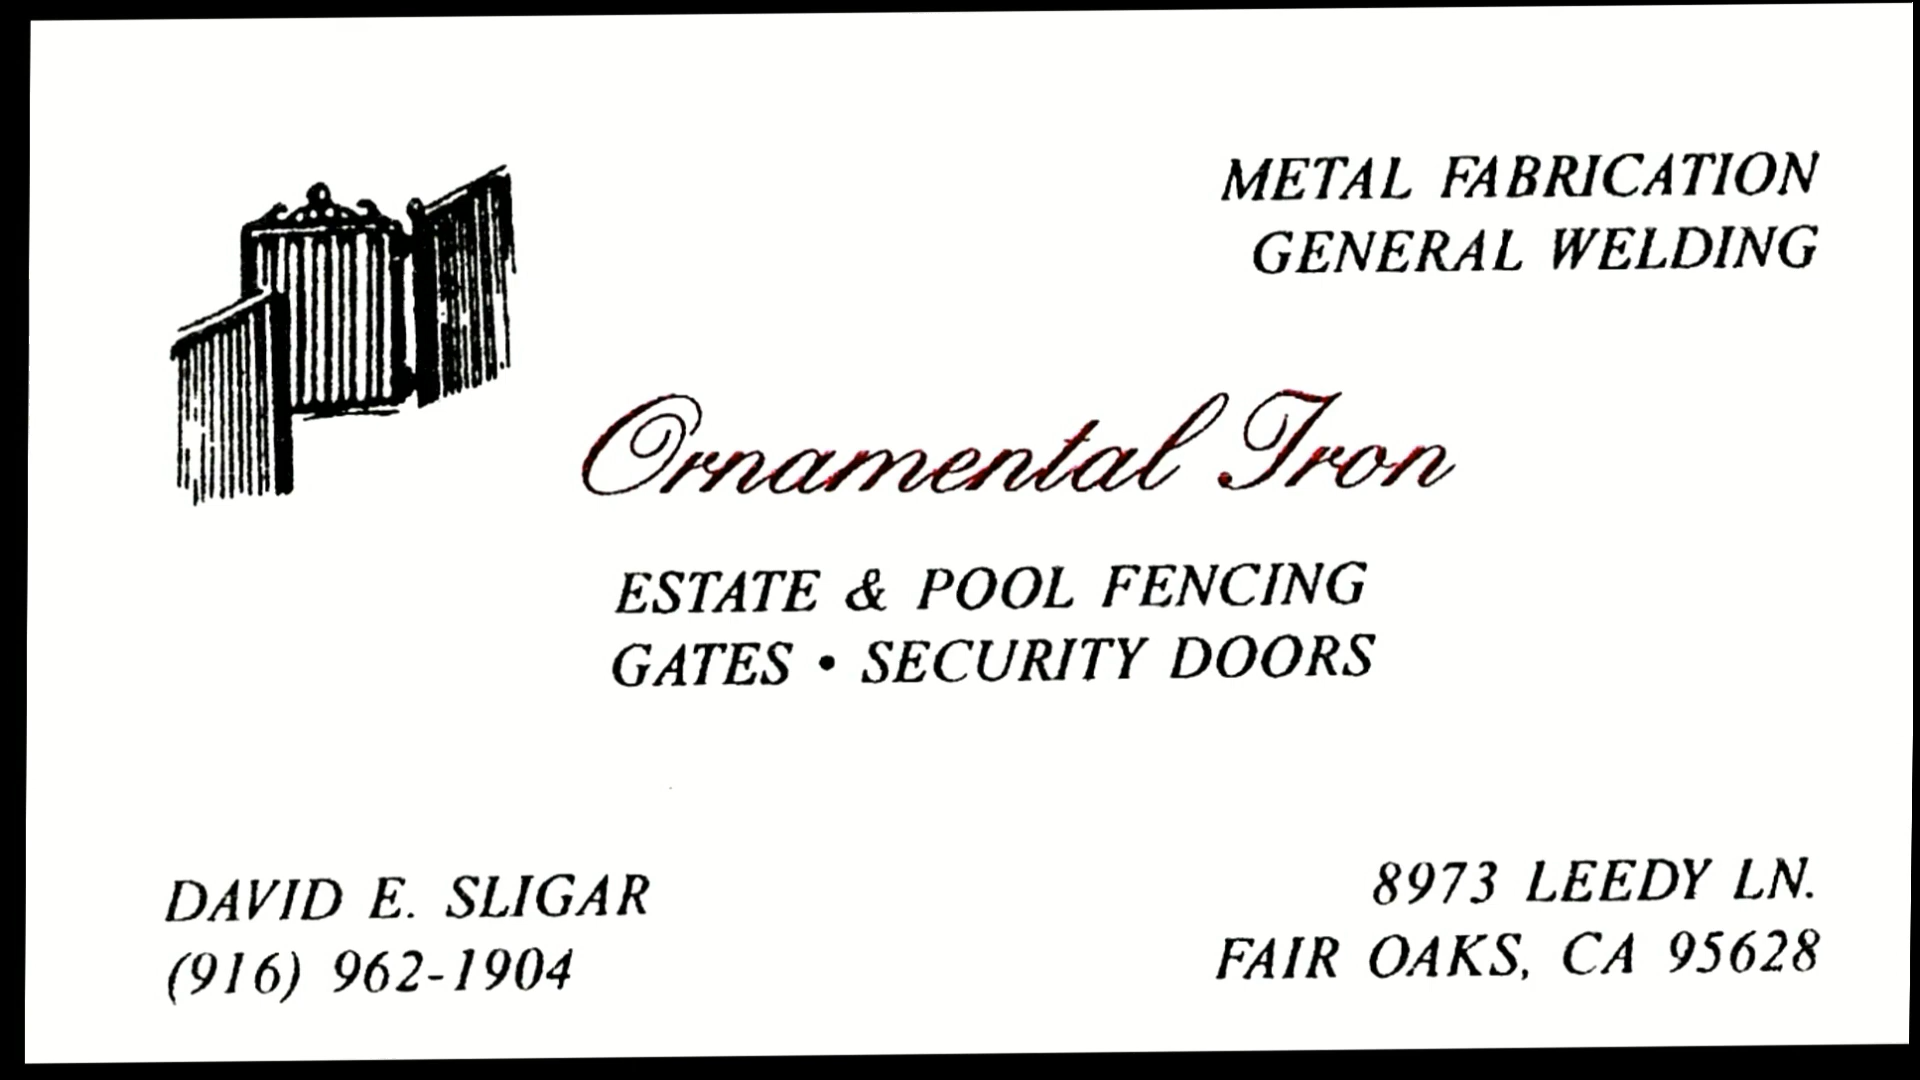 METAL FABRICATION
GENERAL WELDING
Ornamental Iron
ESTATE & POOL FENCING
GATES • SECURITY DOORS
DAVID E. SLIGAR
(916) 962-1904
8973 LEEDY LN.
FAIR OAKS, CA 95628